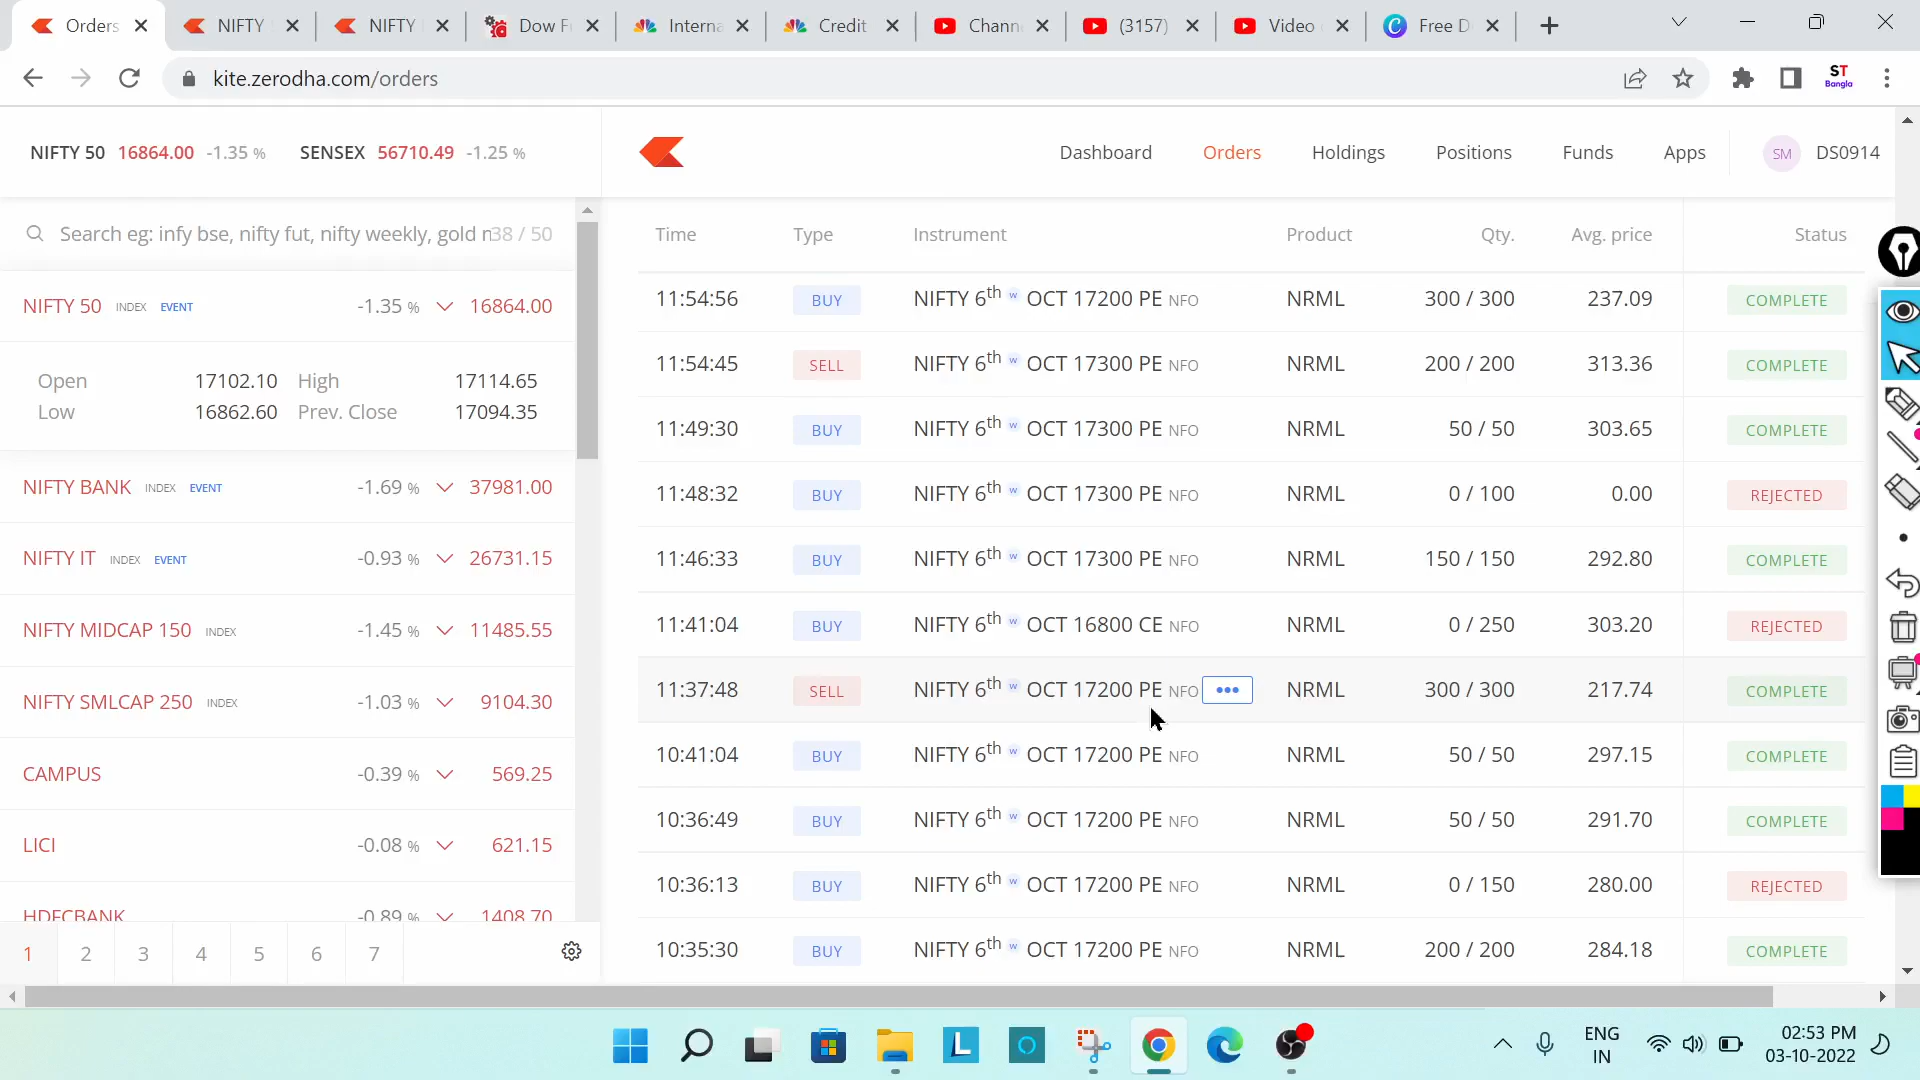 Orders
NIFTY
NIFTY
Dow F
Interna
Credit
Chann
(3157)
Video
Free D
kite.zerodha.com/orders
ST
Bangla
NIFTY 50 16864.00 -1.35 % SENSEX 56710.49 -1.25 %
Dashboard Orders Holdings Positions Funds Apps SM DS0914
Search eg: infy bse, nifty fut, nifty weekly, gold 38 / 50
NIFTY 50 INDEX EVENT -1.35 % 16864.00
Open 17102.10 High 17114.65
Low 16862.60 Prev. Close 17094.35
NIFTY BANK INDEX EVENT -1.69 % 37981.00
NIFTY IT INDEX EVENT -0.93 % 26731.15
NIFTY MIDCAP 150 INDEX -1.45 % 11485.55
NIFTY SMLCAP 250 INDEX -1.03 % 9104.30
CAMPUS -0.39 % 569.25
LICI -0.08 % 621.15
HDFCBANK -0.89 % 1408.70
1 2 3 4 5 6 7
Time Type Instrument Product Qty. Avg. price Status
11:54:56 BUY NIFTY 6th w OCT 17200 PE NFO NRML 300 / 300 237.09 COMPLETE
11:54:45 SELL NIFTY 6th w OCT 17300 PE NFO NRML 200 / 200 313.36 COMPLETE
11:49:30 BUY NIFTY 6th w OCT 17300 PE NFO NRML 50 / 50 303.65 COMPLETE
11:48:32 BUY NIFTY 6th w OCT 17300 PE NFO NRML 0 / 100 0.00 REJECTED
11:46:33 BUY NIFTY 6th w OCT 17300 PE NFO NRML 150 / 150 292.80 COMPLETE
11:41:04 BUY NIFTY 6th w OCT 16800 CE NFO NRML 0 / 250 303.20 REJECTED
11:37:48 SELL NIFTY 6th w OCT 17200 PE NFO NRML 300 / 300 217.74 COMPLETE
10:41:04 BUY NIFTY 6th w OCT 17200 PE NFO NRML 50 / 50 297.15 COMPLETE
10:36:49 BUY NIFTY 6th w OCT 17200 PE NFO NRML 50 / 50 291.70 COMPLETE
10:36:13 BUY NIFTY 6th w OCT 17200 PE NFO NRML 0 / 150 280.00 REJECTED
10:35:30 BUY NIFTY 6th w OCT 17200 PE NFO NRML 200 / 200 284.18 COMPLETE
ENG
IN
02:53 PM
03-10-2022